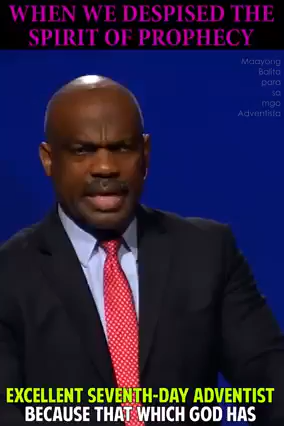 WHEN WE DESPISED THE
SPIRIT OF PROPHECY
Maayong
Balita
para
sa
mga
Adventista
EXCELLENT SEVENTH-DAY ADVENTIST
BECAUSE THAT WHICH GOD HAS